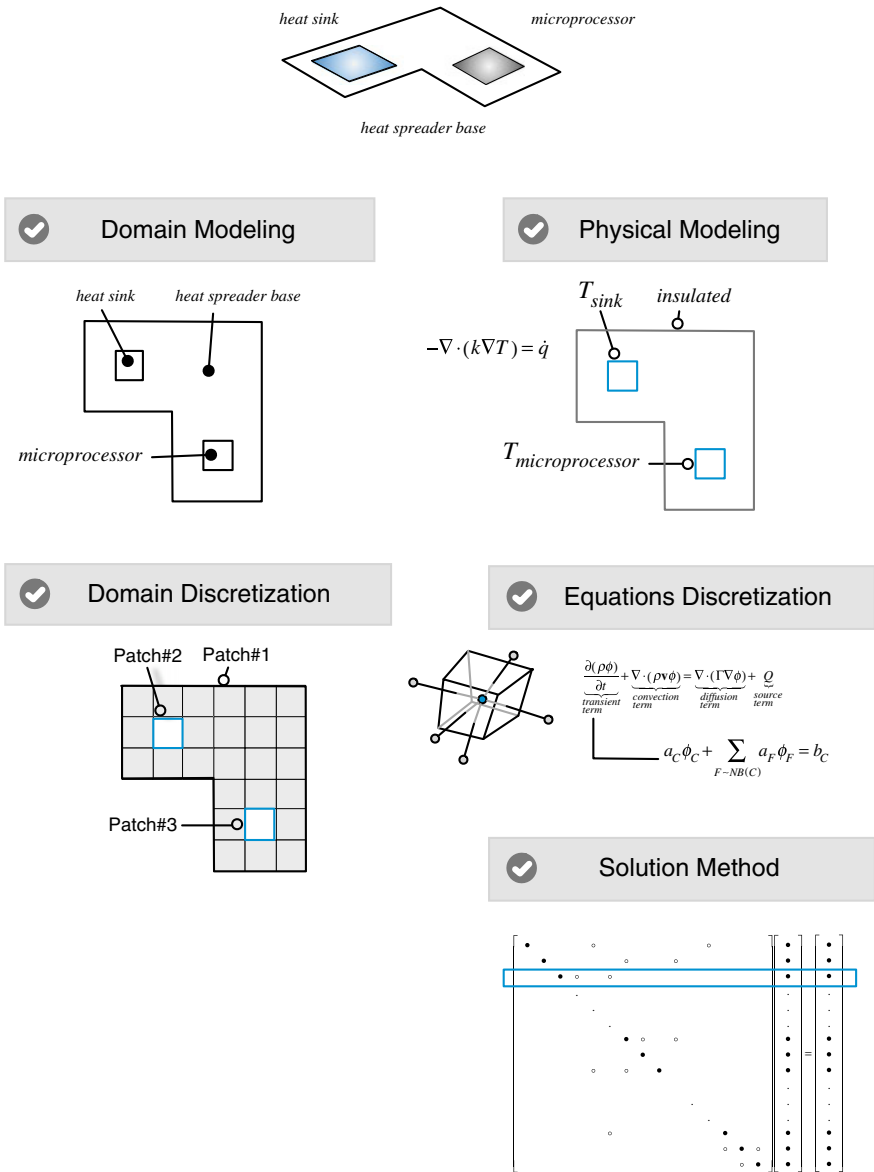 heat sink
microprocessor
heat spreader base
Domain Modeling
Physical Modeling
heat sink
heat spreader base
microprocessor
T_sink
insulated
−∇·(k∇T) = q̇
T_microprocessor
Domain Discretization
Equations Discretization
Patch#2
Patch#1
Patch#3
∂(ρϕ)/∂t + ∇·(ρvϕ) = ∇·(Γ∇ϕ) + Q
transient term
convection term
diffusion term
source term
a_C ϕ_C + ∑ a_F ϕ_F = b_C
F~NB(C)
Solution Method
=